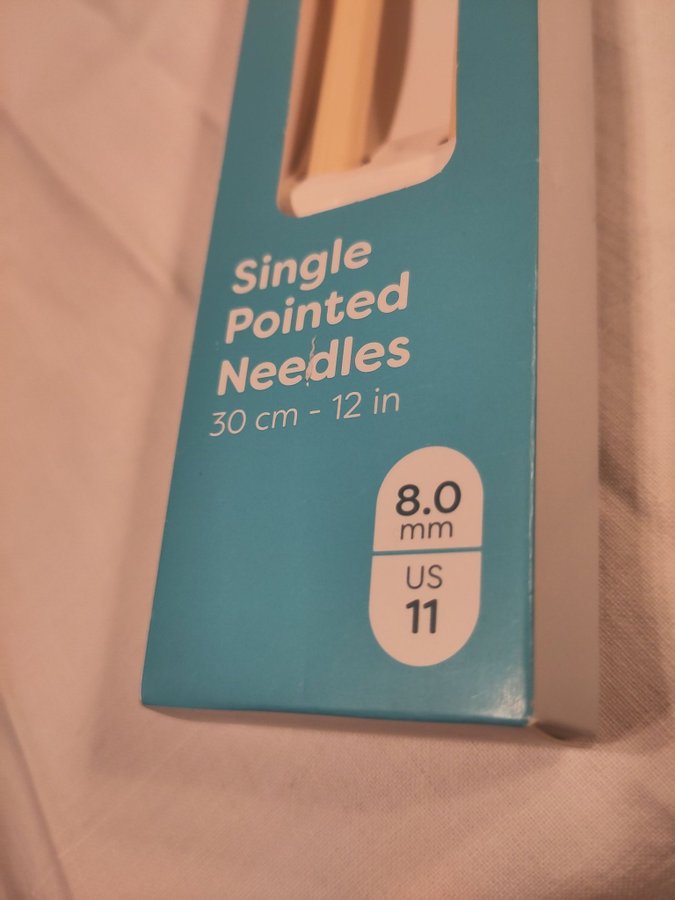 Single
Pointed
Needles
30 cm - 12 in
8.0
mm
US
11